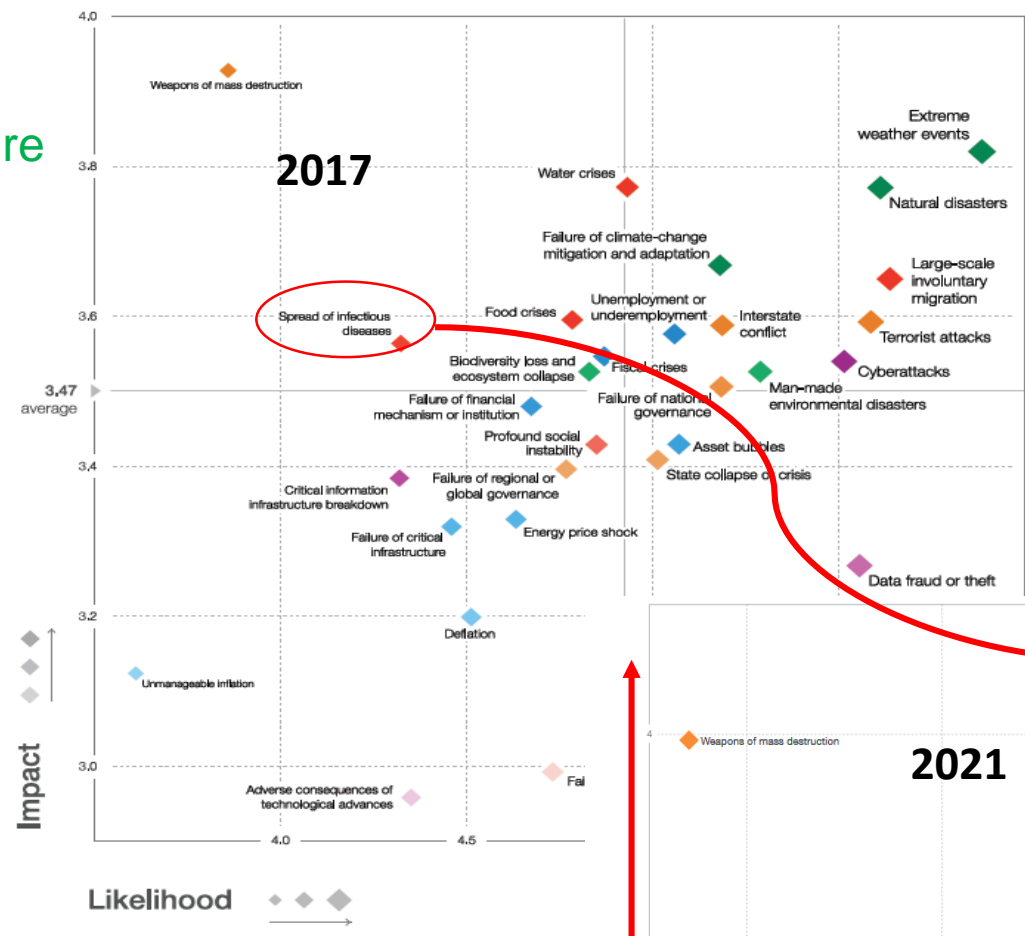 re
4.0
Weapons of mass destruction
2017
Extreme
weather events
3.8
Water crises
Natural disasters
Failure of climate-change
mitigation and adaptation
Large-scale
involuntary
migration
Spread of infectious
diseases
3.6
Food crises
Unemployment or
underemployment
Interstate
conflict
Terrorist attacks
Biodiversity loss and
ecosystem collapse
Fiscal crises
Cyberattacks
3.47
average
Failure of financial
mechanism or institution
Failure of national
governance
Man-made
environmental disasters
Profound social
instability
Asset bubbles
3.4
State collapse or crisis
Critical information
infrastructure breakdown
Failure of regional or
global governance
Failure of critical
infrastructure
Energy price shock
Data fraud or theft
3.2
Deflation
Unmanageable inflation
4
Weapons of mass destruction
2021
3.0
Fai
Adverse consequences of
technological advances
Impact
4.0
4.5
Likelihood